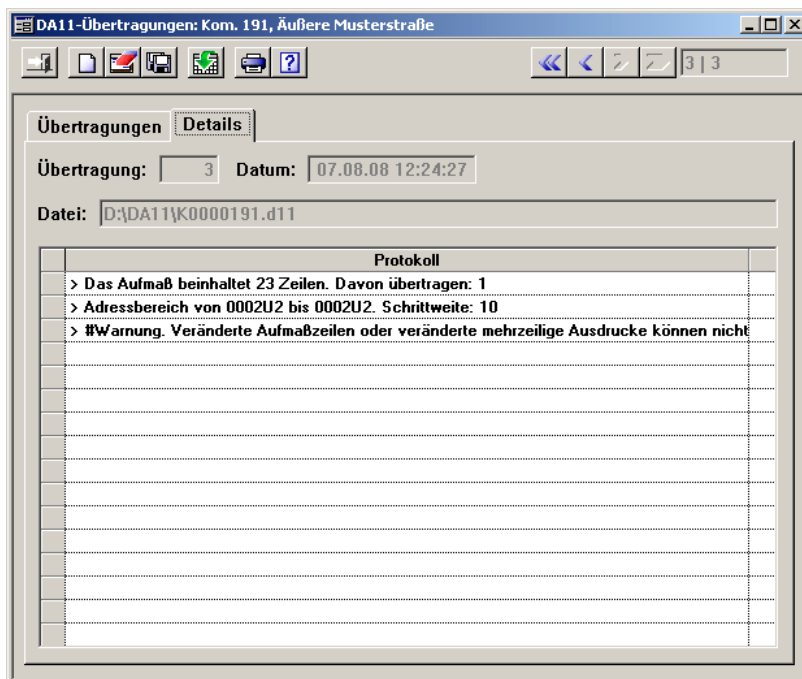 DA11-Übertragungen: Kom. 191, Äußere Musterstraße
3 | 3
Übertragungen Details
Übertragung: 3 Datum: 07.08.08 12:24:27
Datei: D:\DA11\K0000191.d11
Protokoll
> Das Aufmaß beinhaltet 23 Zeilen. Davon übertragen: 1
> Adressbereich von 0002U2 bis 0002U2. Schrittweite: 10
> #Warnung. Veränderte Aufmaßzeilen oder veränderte mehrzeilige Ausdrucke können nicht